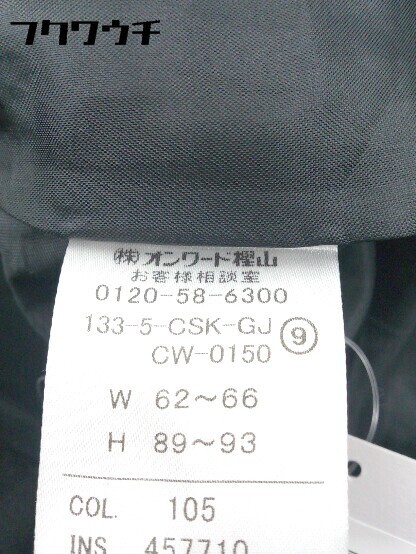 フクワウチ
㈱オンワード樫山
お客様相談室
0120-58-6300
133-5-CSK-GJ ⑨
CW-0150
W 62～66
H 89～93
COL. 105
INS 457710